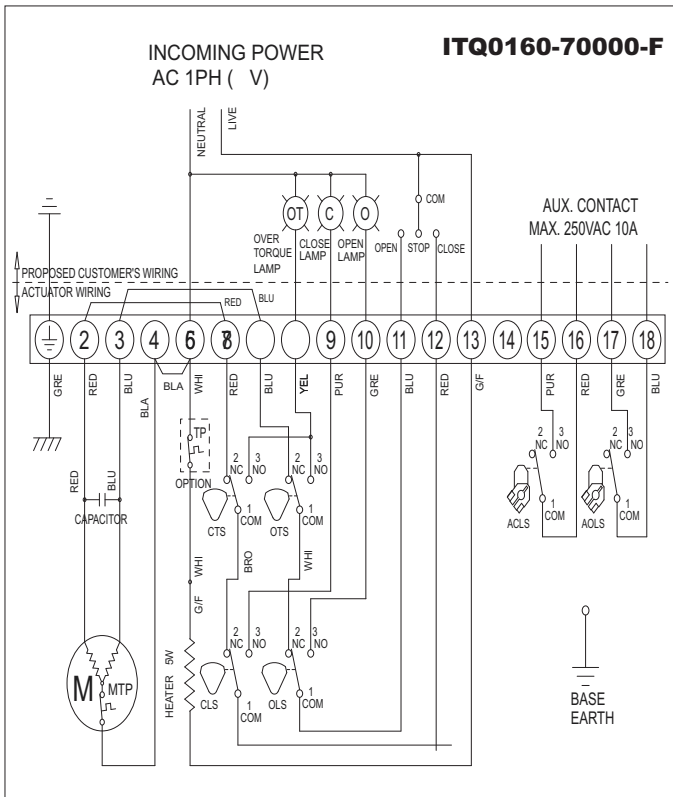 ITQ0160-70000-F
INCOMING POWER
AC 1PH ( V)
NEUTRAL
LIVE
OT
C
O
COM
OVER
TORQUE
LAMP
CLOSE
LAMP
OPEN
LAMP
OPEN
STOP
CLOSE
AUX. CONTACT
MAX. 250VAC 10A
PROPOSED CUSTOMER'S WIRING
ACTUATOR WIRING
RED
BLU
2
3
4
9
10
11
12
13
14
15
16
17
18
GRE
RED
BLU
BLA
BLA
WHI
RED
BLU
YEL
PUR
GRE
BLU
RED
G/F
PUR
RED
GRE
BLU
TP
OPTION
2
NC
3
NO
1
COM
CTS
2
NC
3
NO
1
COM
OTS
2
NC
3
NO
1
COM
ACLS
2
NC
3
NO
1
COM
AOLS
RED
BLU
CAPACITOR
WHI
G/F
BRO
WHI
M
MTP
HEATER 5W
2
NC
3
NO
1
COM
CLS
2
NC
3
NO
1
COM
OLS
BASE
EARTH